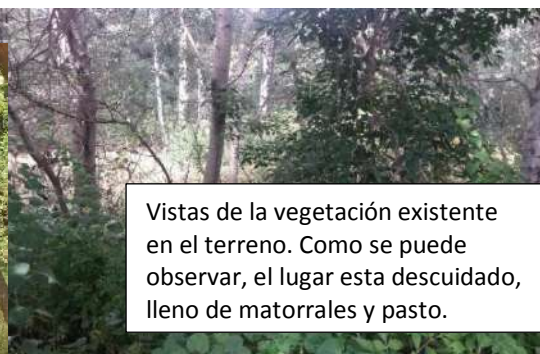 Vistas de la vegetación existente
en el terreno. Como se puede
observar, el lugar esta descuidado,
lleno de matorrales y pasto.